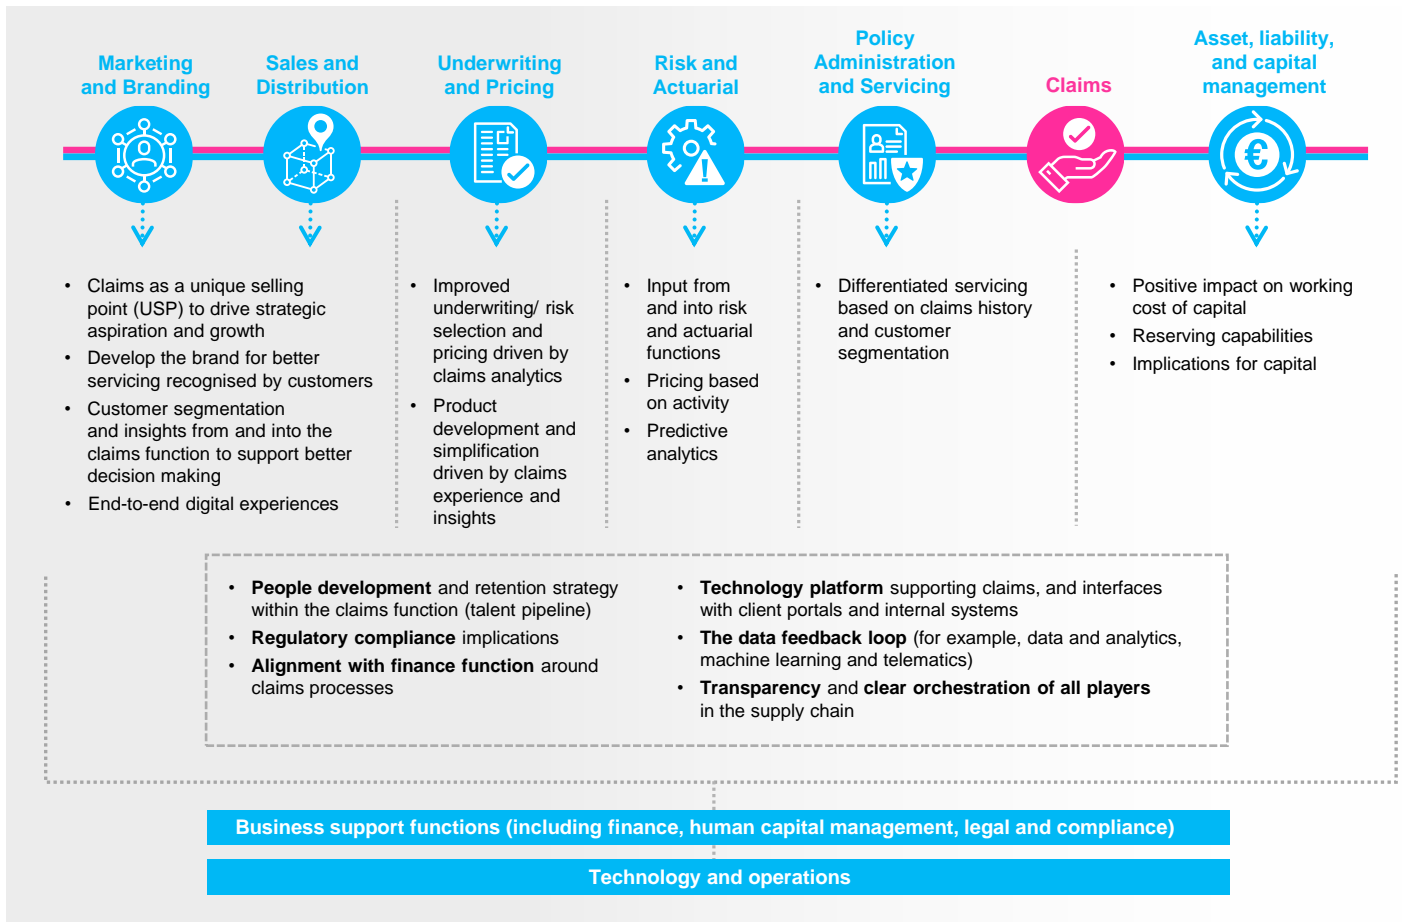 Marketing
and Branding
Sales and
Distribution
Underwriting
and Pricing
Risk and
Actuarial
Policy
Administration
and Servicing
Claims
Asset, liability,
and capital
management
€
• Claims as a unique selling
point (USP) to drive strategic
aspiration and growth
• Develop the brand for better
servicing recognised by customers
• Customer segmentation
and insights from and into the
claims function to support better
decision making
• End-to-end digital experiences
• Improved
underwriting/ risk
selection and
pricing driven by
claims analytics
• Product
development and
simplification
driven by claims
experience and
insights
• Input from
and into risk
and actuarial
functions
• Pricing based
on activity
• Predictive
analytics
• Differentiated servicing
based on claims history
and customer
segmentation
• Positive impact on working
cost of capital
• Reserving capabilities
• Implications for capital
• People development and retention strategy
within the claims function (talent pipeline)
• Regulatory compliance implications
• Alignment with finance function around
claims processes
• Technology platform supporting claims, and interfaces
with client portals and internal systems
• The data feedback loop (for example, data and analytics,
machine learning and telematics)
• Transparency and clear orchestration of all players
in the supply chain
Business support functions (including finance, human capital management, legal and compliance)
Technology and operations